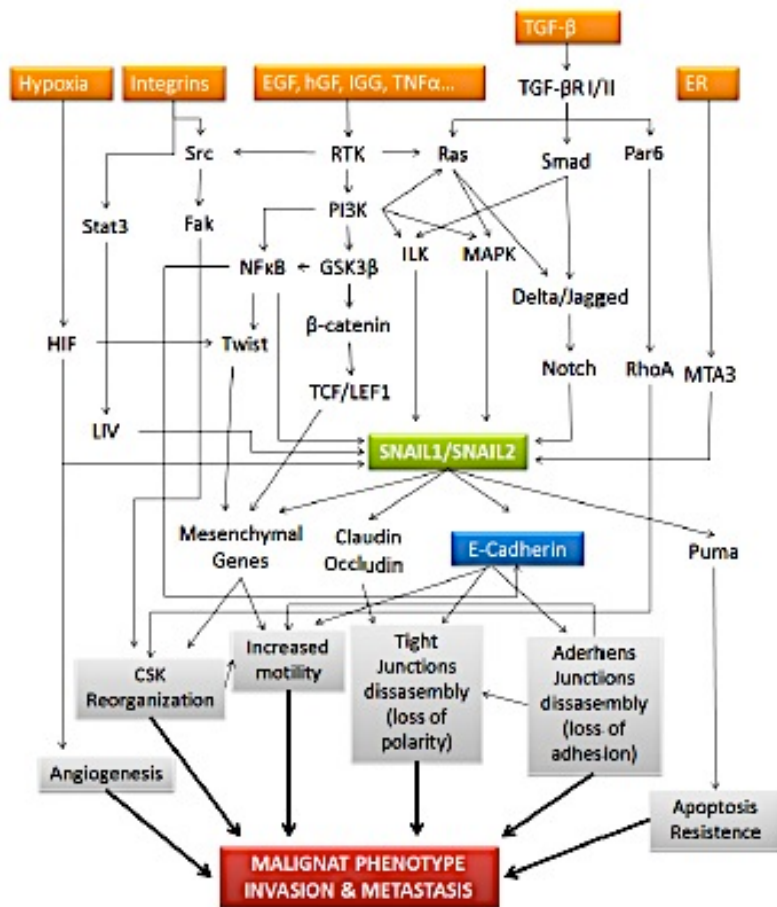 TGF-β
Hypoxia
Integrins
EGF, hGF, IGG, TNFα...
TGF-βR I/II
ER
Src
RTK
Ras
Smad
Par6
Stat3
Fak
PI3K
NFκB
GSK3β
ILK
MAPK
Delta/Jagged
β-catenin
HIF
Twist
Notch
RhoA
MTA3
TCF/LEF1
LIV
SNAIL1/SNAIL2
Mesenchymal
Genes
Claudin
Occludin
E-Cadherin
Puma
CSK
Reorganization
Increased
motility
Tight
Junctions
dissasembly
(loss of
polarity)
Aderhens
Junctions
dissasembly
(loss of
adhesion)
Angiogenesis
Apoptosis
Resistence
MALIGNAT PHENOTYPE
INVASION & METASTASIS